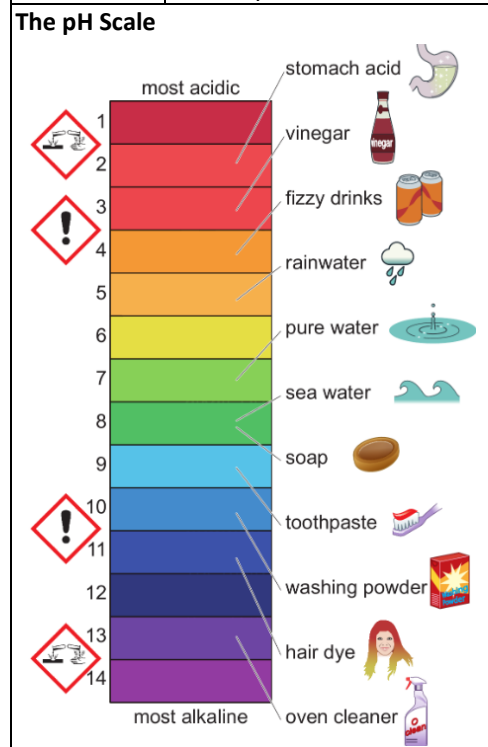 The pH Scale
most acidic
stomach acid
1
vinegar
vinegar
2
3
fizzy drinks
4
rainwater
5
6
pure water
7
sea water
8
soap
9
toothpaste
10
11
washing powder
12
hair dye
13
14
most alkaline
oven cleaner
clean